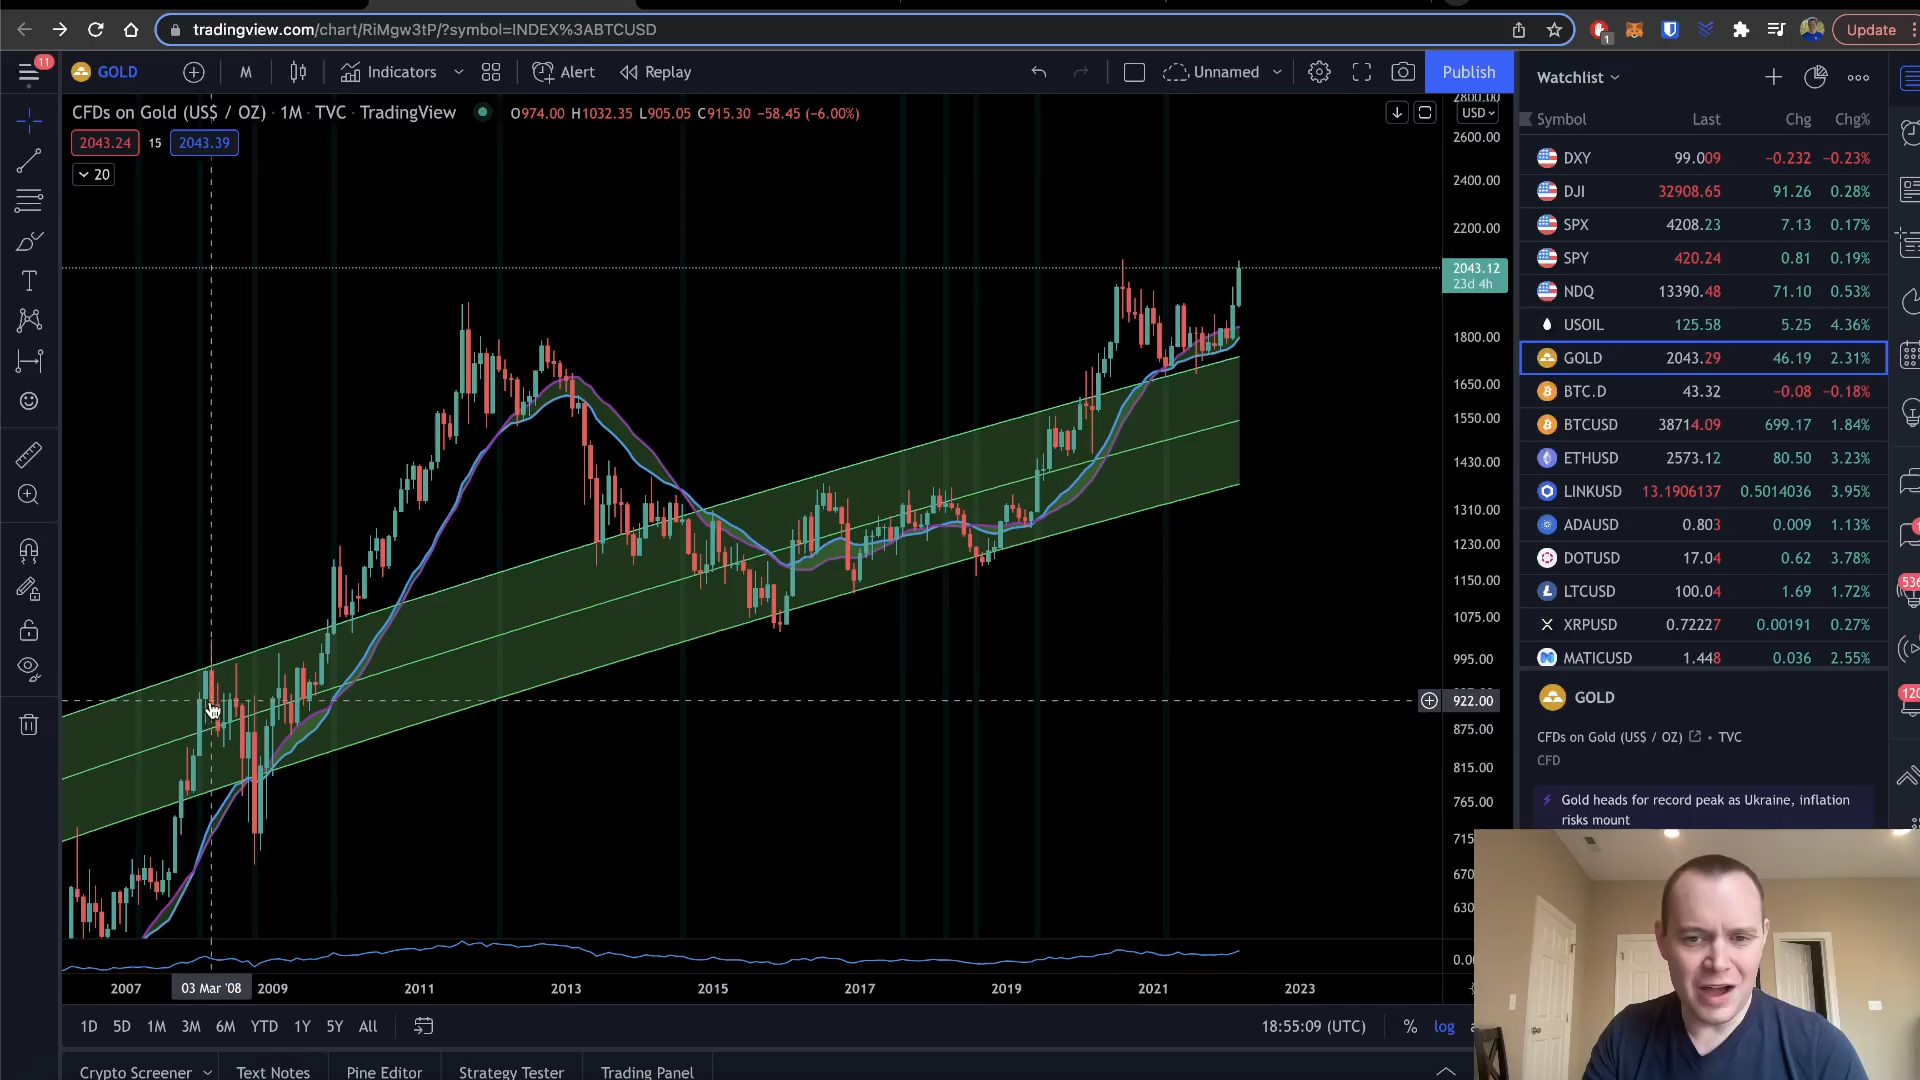 tradingview.com/chart/RiMgw3tP/?symbol=INDEX%3ABTCUSD
1
Update
11
GOLD
M
Indicators
Alert
Replay
Unnamed
Publish
Watchlist
CFDs on Gold (US$ / OZ) · 1M · TVC · TradingView
O974.00 H1032.35 L905.05 C915.30 −58.45 (−6.00%)
2043.24 15 2043.39
20
USD
2800.00
2600.00
2400.00
2200.00
2043.12
23d 4h
1800.00
1650.00
1550.00
1430.00
1310.00
1230.00
1150.00
1075.00
995.00
922.00
875.00
815.00
765.00
715
670
630
0.0
Symbol Last Chg Chg%
DXY 99.009 −0.232 −0.23%
DJI 32908.65 91.26 0.28%
SPX 4208.23 7.13 0.17%
SPY 420.24 0.81 0.19%
NDQ 13390.48 71.10 0.53%
USOIL 125.58 5.25 4.36%
GOLD 2043.29 46.19 2.31%
BTC.D 43.32 −0.08 −0.18%
BTCUSD 38714.09 699.17 1.84%
ETHUSD 2573.12 80.50 3.23%
LINKUSD 13.1906137 0.5014036 3.95%
ADAUSD 0.803 0.009 1.13%
DOTUSD 17.04 0.62 3.78%
LTCUSD 100.04 1.69 1.72%
XRPUSD 0.72227 0.00191 0.27%
MATICUSD 1.448 0.036 2.55%
536
120
GOLD
CFDs on Gold (US$ / OZ) • TVC
CFD
Gold heads for record peak as Ukraine, inflation
risks mount
2007 03 Mar '08 2009 2011 2013 2015 2017 2019 2021 2023
1D 5D 1M 3M 6M YTD 1Y 5Y All
18:55:09 (UTC) % log a
Crypto Screener Text Notes Pine Editor Strategy Tester Trading Panel